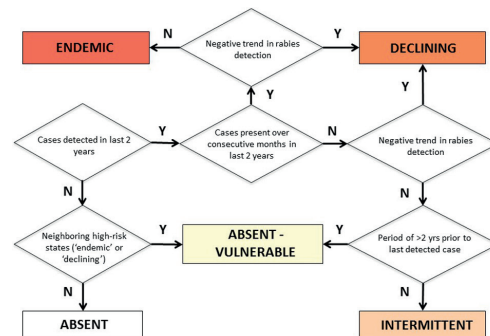 ENDEMIC
N
Negative trend in rabies
detection
Y
DECLINING
Y
Y
Cases detected in last 2
years
Y
Cases present over
consecutive months in
last 2 years
N
Negative trend in rabies
detection
N
N
Neighboring high-risk
states ('endemic' or
'declining')
Y
ABSENT -
VULNERABLE
Y
Period of >2 yrs prior to
last detected case
N
N
ABSENT
INTERMITTENT